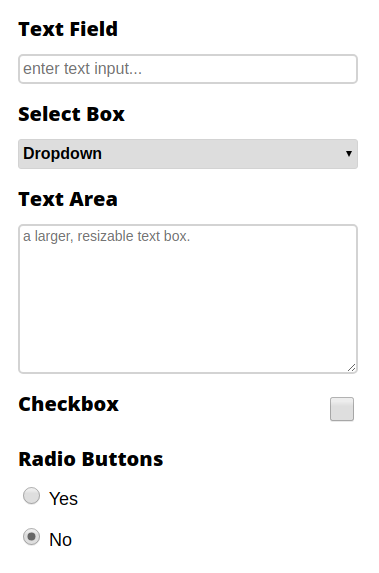 Text Field
enter text input...
Select Box
Dropdown
Text Area
a larger, resizable text box.
Checkbox
Radio Buttons
Yes
No